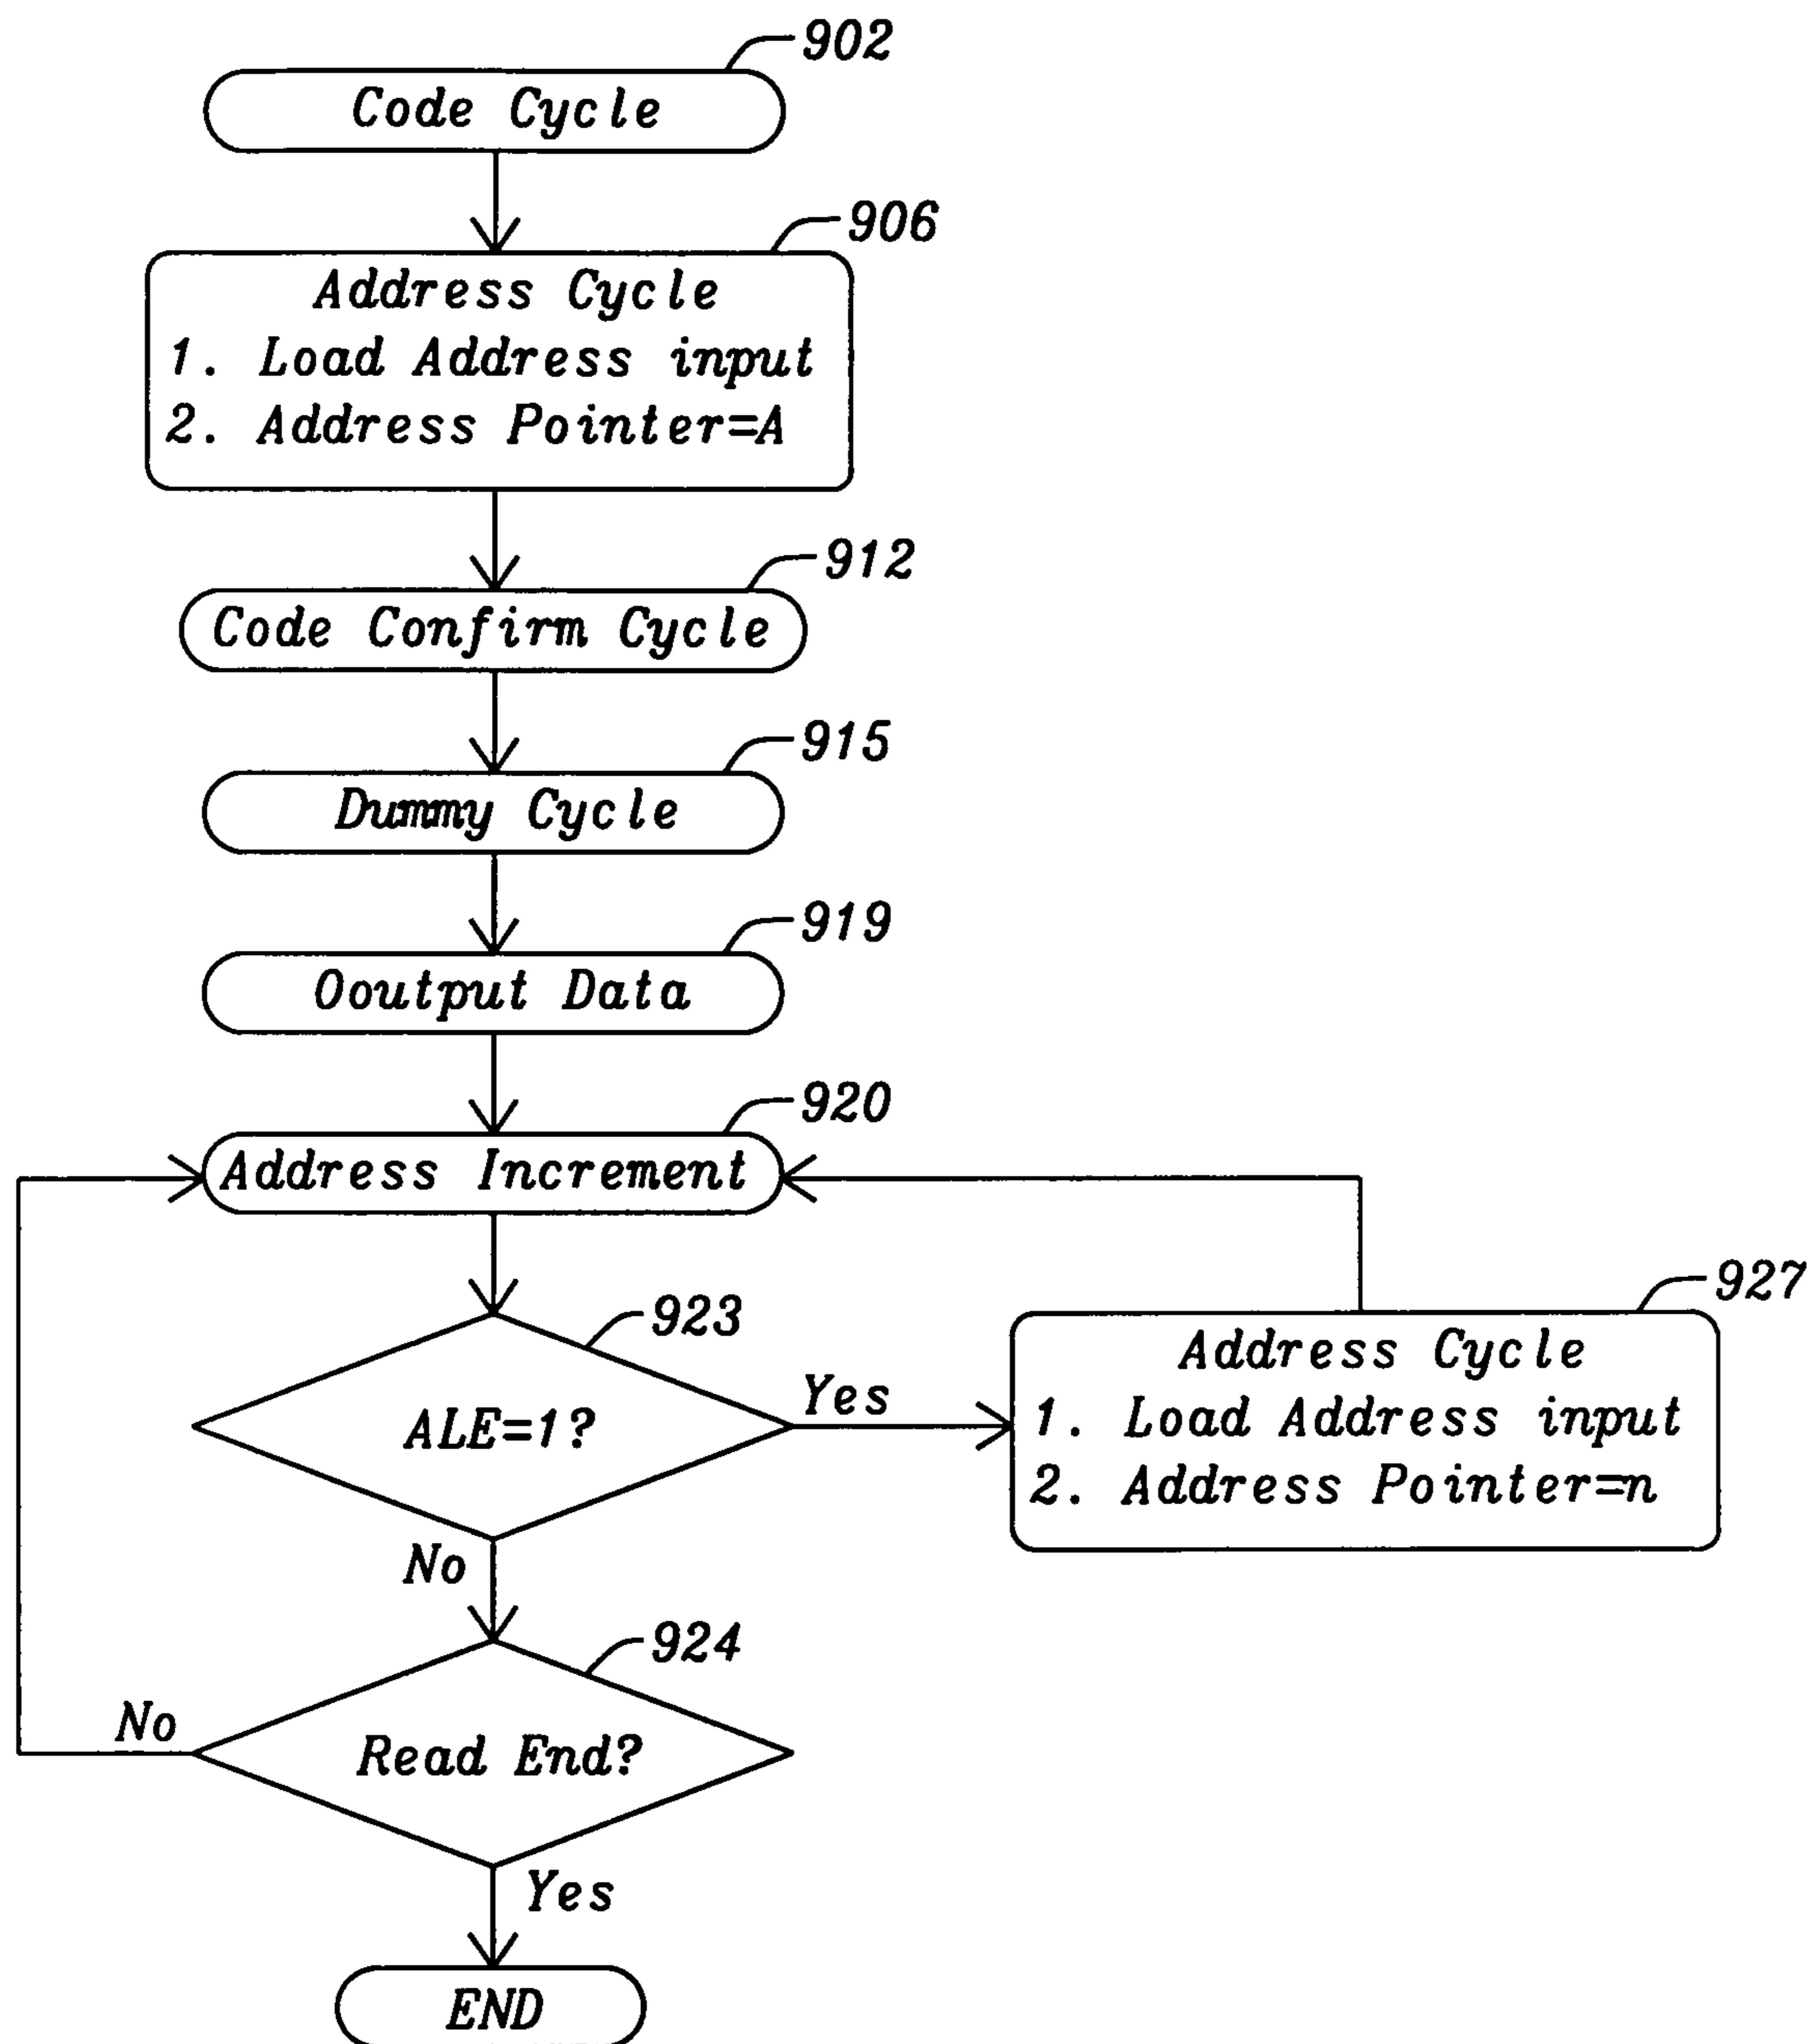 902
Code Cycle
906
Address Cycle
1. Load Address input
2. Address Pointer=A
912
Code Confirm Cycle
915
Dummy Cycle
919
Ooutput Data
920
Address Increment
923
ALE=1?
Yes
927
Address Cycle
1. Load Address input
2. Address Pointer=n
No
924
Read End?
No
Yes
END